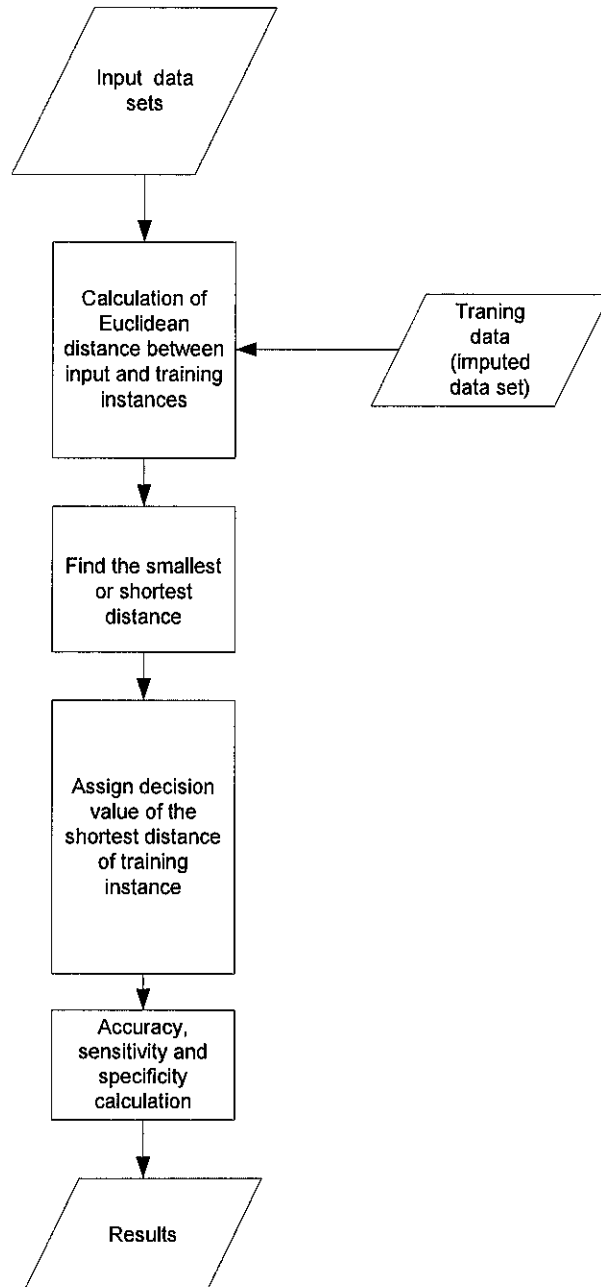 Input data
sets
Calculation of
Euclidean
distance between
input and training
instances
Traning
data
(imputed
data set)
Find the smallest
or shortest
distance
Assign decision
value of the
shortest distance
of training
instance
Accuracy,
sensitivity and
specificity
calculation
Results